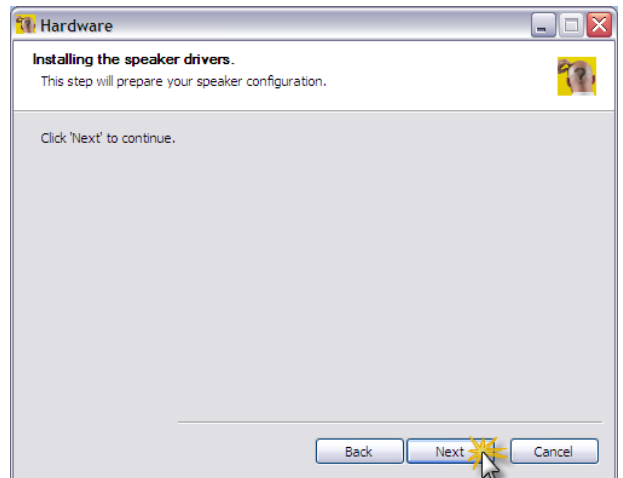 Hardware
Installing the speaker drivers.
This step will prepare your speaker configuration.
Click 'Next' to continue.
Back Next Cancel